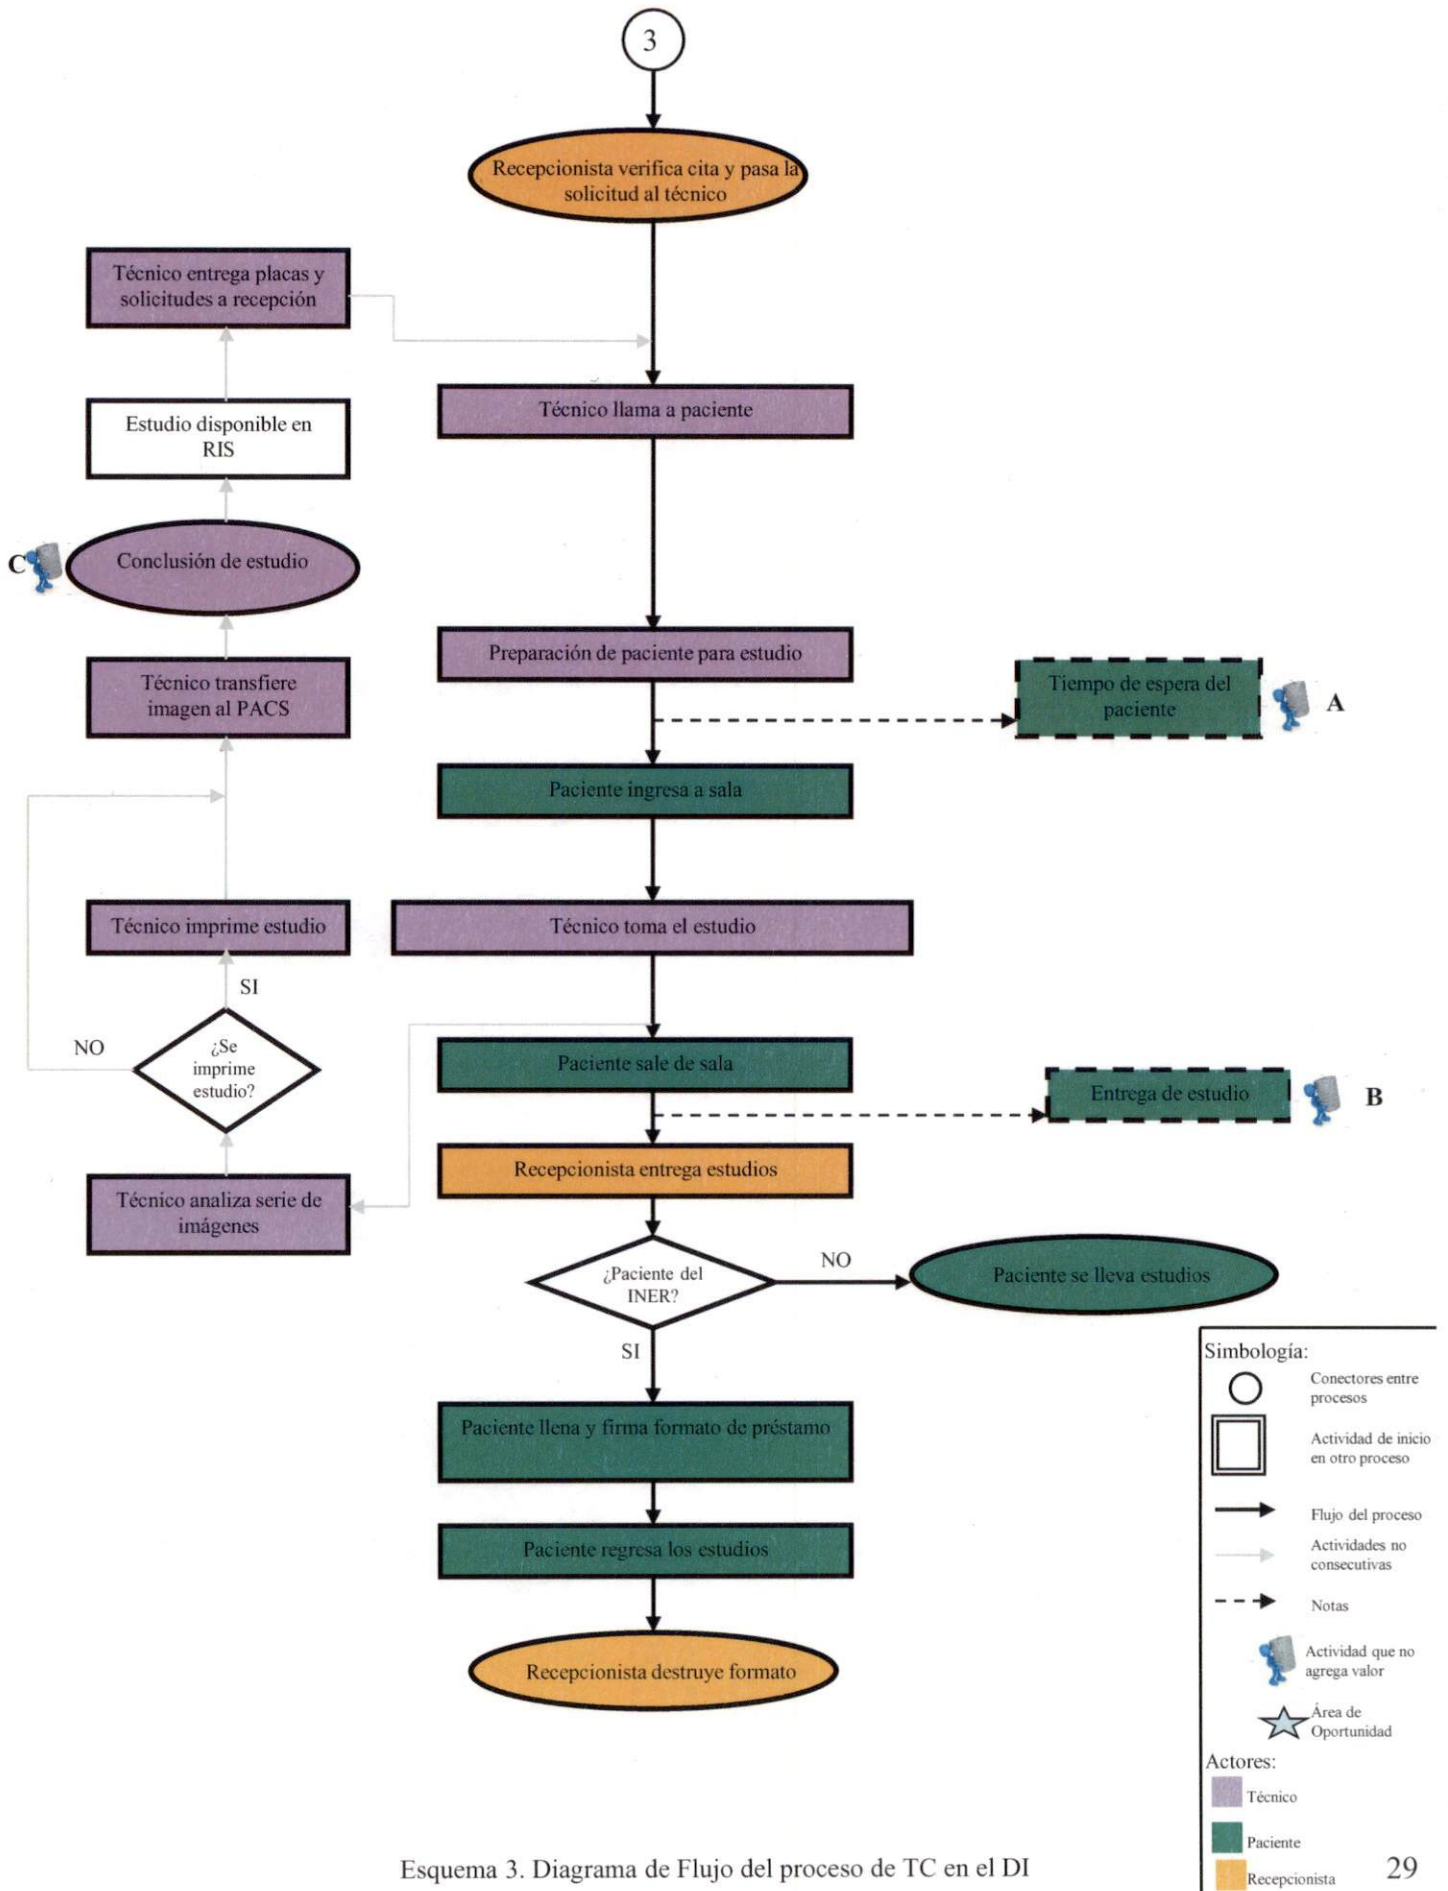 3
Recepcionista verifica cita y pasa la
solicitud al técnico
Técnico entrega placas y
solicitudes a recepción
Técnico llama a paciente
Estudio disponible en
RIS
C
Conclusión de estudio
Preparación de paciente para estudio
Técnico transfiere
imagen al PACS
Tiempo de espera del
paciente
A
Paciente ingresa a sala
Técnico imprime estudio
Técnico toma el estudio
SI
NO
¿Se
imprime
estudio?
Paciente sale de sala
Entrega de estudio
B
Recepcionista entrega estudios
Técnico analiza serie de
imágenes
¿Paciente del
INER?
NO
Paciente se lleva estudios
SI
Paciente llena y firma formato de préstamo
Paciente regresa los estudios
Recepcionista destruye formato
Simbología:
Conectores entre
procesos
Actividad de inicio
en otro proceso
Flujo del proceso
Actividades no
consecutivas
Notas
Actividad que no
agrega valor
Área de
Oportunidad
Actores:
Técnico
Paciente
Recepcionista
Esquema 3. Diagrama de Flujo del proceso de TC en el DI
29